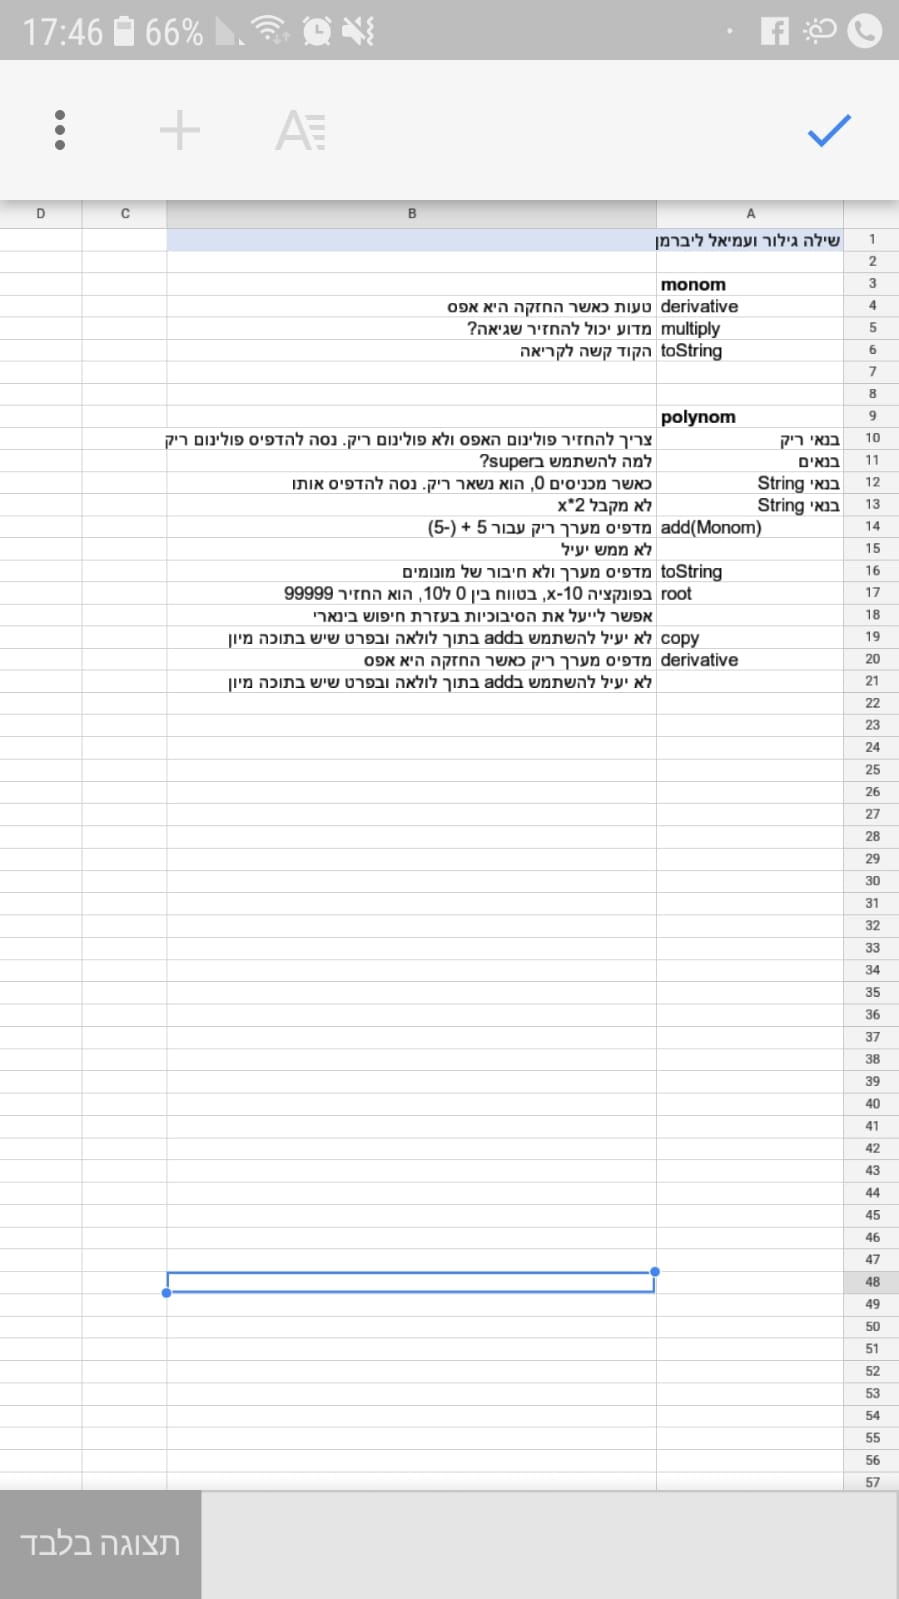 17:46 66%
D C B A
1 שילה גילור ועמיאל ליברמן
2
3 monom
4 derivative טעות כאשר החזקה היא אפס
5 multiply מדוע יכול להחזיר שגיאה?
6 toString הקוד קשה לקריאה
7
8
9 polynom
10 בנאי ריק צריך להחזיר פולינום האפס ולא פולינום ריק. נסה להדפיס פולינום ריק
11 בנאים למה להשתמש בsuper?
12 בנאי String כאשר מכניסים 0, הוא נשאר ריק. נסה להדפיס אותו
13 בנאי String לא מקבל x*2
14 add(Monom) מדפיס מערך ריק עבור 5 + (-5)
15 לא ממש יעיל
16 toString מדפיס מערך ולא חיבור של מונומים
17 root בפונקציה x-10, בטווח בין 0 ל10, הוא החזיר 99999
18 אפשר לייעל את הסיבוכיות בעזרת חיפוש בינארי
19 copy לא יעיל להשתמש בadd בתוך לולאה ובפרט שיש בתוכה מיון
20 derivative מדפיס מערך ריק כאשר החזקה היא אפס
21 לא יעיל להשתמש בadd בתוך לולאה ובפרט שיש בתוכה מיון
22
23
24
25
26
27
28
29
30
31
32
33
34
35
36
37
38
39
40
41
42
43
44
45
46
47
48
49
50
51
52
53
54
55
56
57
תצוגה בלבד